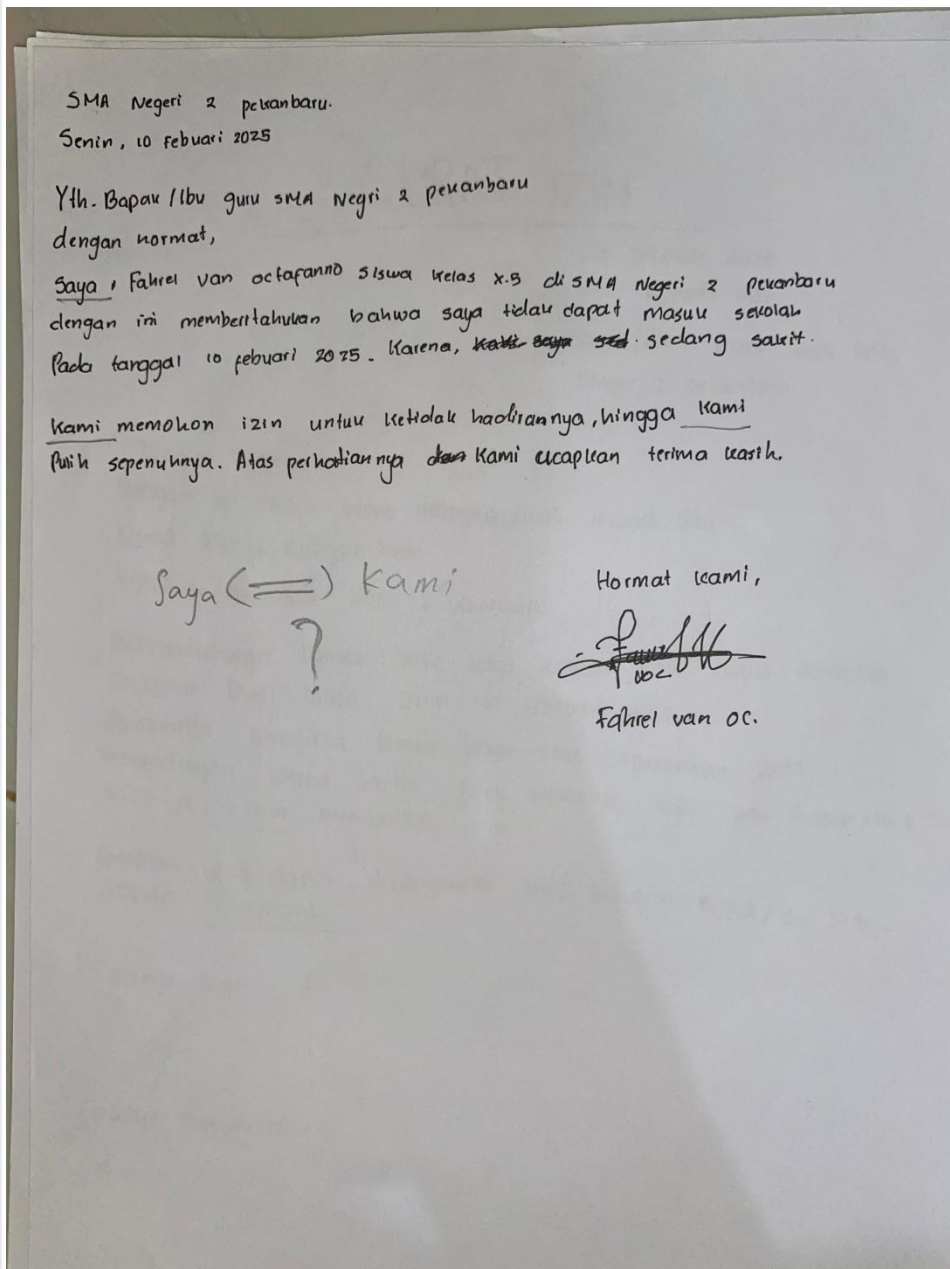 SMA Negeri 2 pekanbaru.
Senin, 10 Febuari 2025
Yth. Bapak / Ibu guru SMA Negri 2 pekanbaru
dengan hormat,
Saya, Fahrel van octafanno siswa kelas x.5 di SMA Negeri 2 pekanbaru
dengan ini memberitahukan bahwa saya tidak dapat masuk sekolah
Pada tanggal 10 febuari 2025. Karena, sedang sakit.
Kami memohon izin untuk ketidak hadirannya, hingga kami
Pulih sepenuhnya. Atas perhatiannya Kami ucapkan terima kasih.
Saya (=) Kami
?
Hormat kami,
Fahrel van oc.